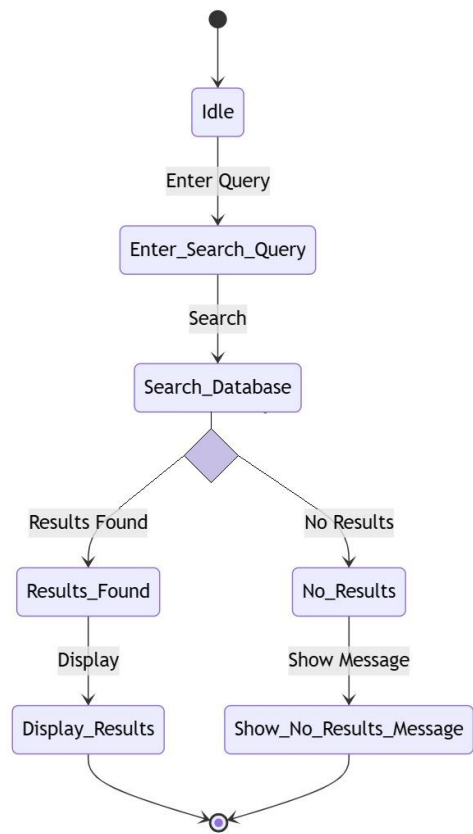 Idle
Enter Query
Enter_Search_Query
Search
Search_Database
Results Found
No Results
Results_Found
No_Results
Display
Show Message
Display_Results
Show_No_Results_Message